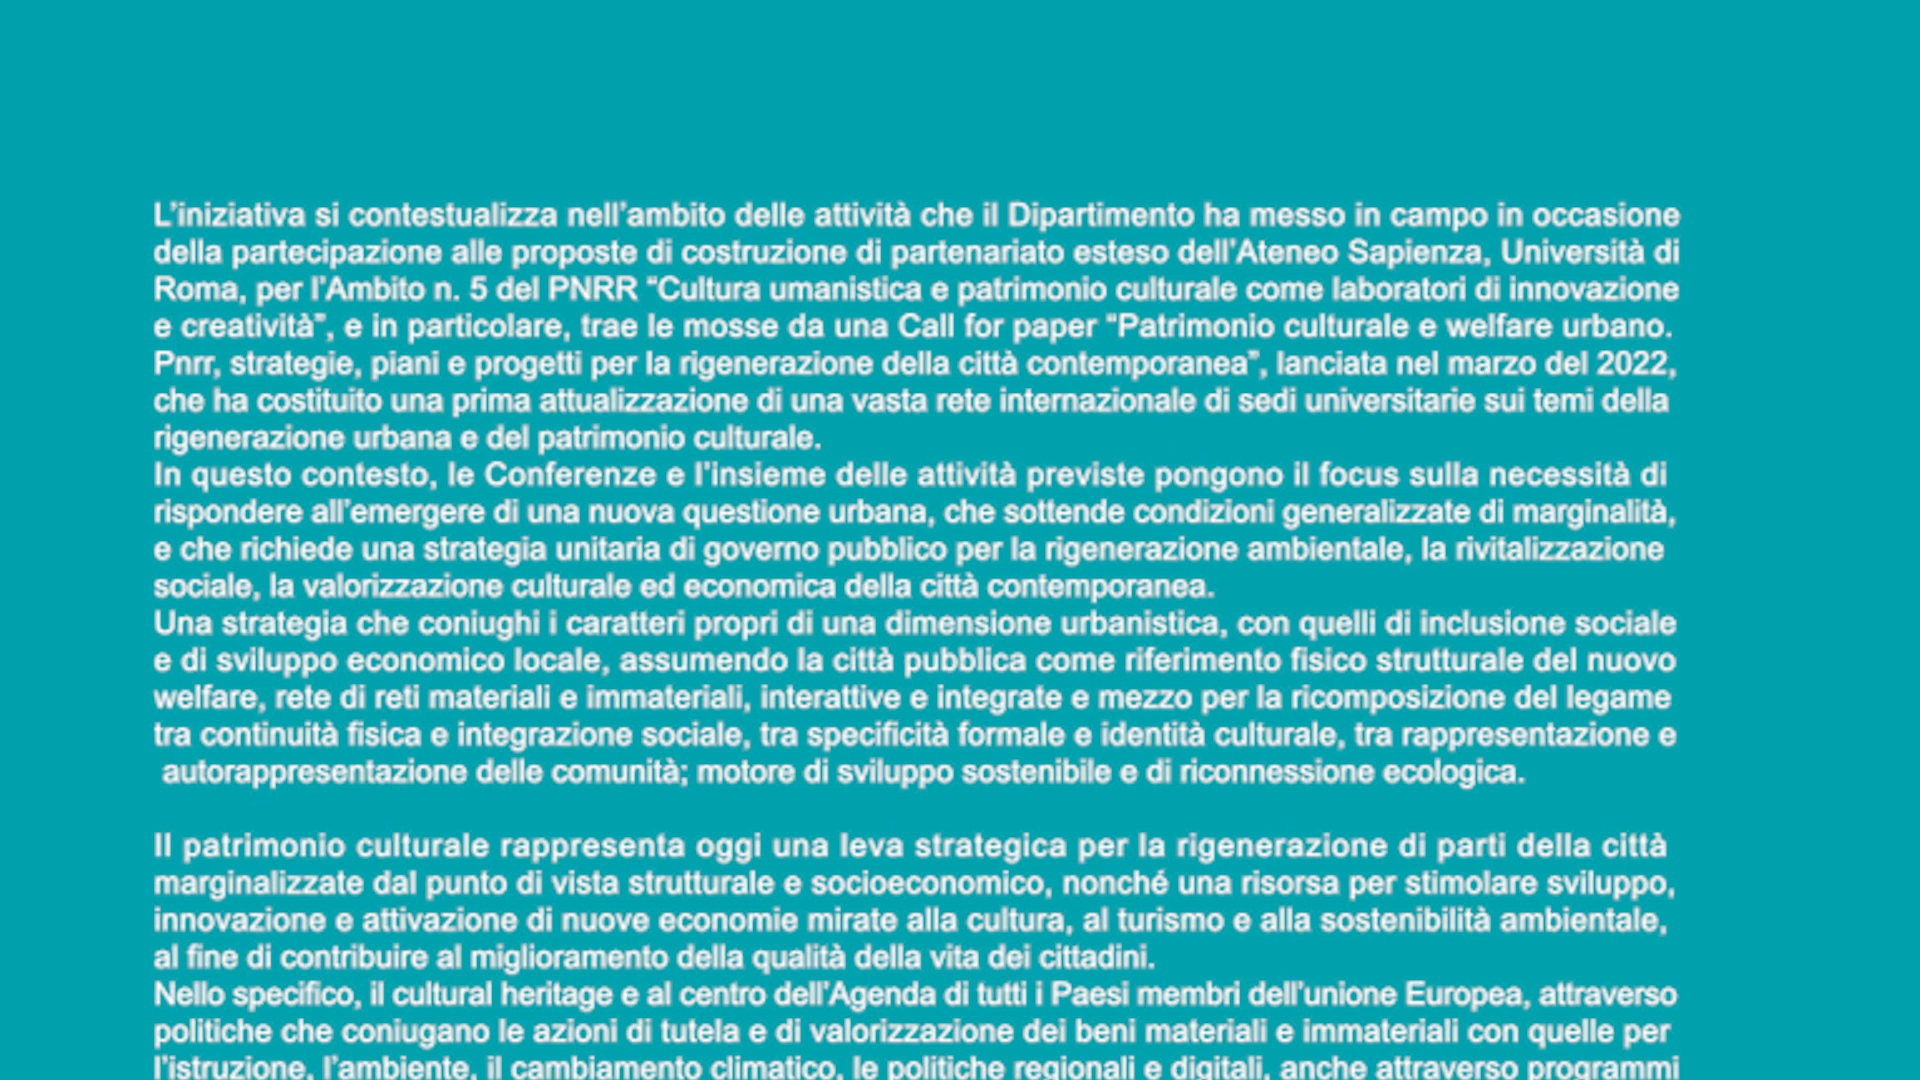 L'iniziativa si contestualizza nell'ambito delle attività che il Dipartimento ha messo in campo in occasione
della partecipazione alle proposte di costruzione di partenariato esteso dell'Ateneo Sapienza, Università di
Roma, per l'Ambito n. 5 del PNRR “Cultura umanistica e patrimonio culturale come laboratori di innovazione
e creatività”, e in particolare, trae le mosse da una Call for paper “Patrimonio culturale e welfare urbano.
Pnrr, strategie, piani e progetti per la rigenerazione della città contemporanea”, lanciata nel marzo del 2022,
che ha costituito una prima attualizzazione di una vasta rete internazionale di sedi universitarie sui temi della
rigenerazione urbana e del patrimonio culturale.
In questo contesto, le Conferenze e l'insieme delle attività previste pongono il focus sulla necessità di
rispondere all'emergere di una nuova questione urbana, che sottende condizioni generalizzate di marginalità,
e che richiede una strategia unitaria di governo pubblico per la rigenerazione ambientale, la rivitalizzazione
sociale, la valorizzazione culturale ed economica della città contemporanea.
Una strategia che coniughi i caratteri propri di una dimensione urbanistica, con quelli di inclusione sociale
e di sviluppo economico locale, assumendo la città pubblica come riferimento fisico strutturale del nuovo
welfare, rete di reti materiali e immateriali, interattive e integrate e mezzo per la ricomposizione del legame
tra continuità fisica e integrazione sociale, tra specificità formale e identità culturale, tra rappresentazione e
autorappresentazione delle comunità; motore di sviluppo sostenibile e di riconnessione ecologica.
Il patrimonio culturale rappresenta oggi una leva strategica per la rigenerazione di parti della città
marginalizzate dal punto di vista strutturale e socioeconomico, nonché una risorsa per stimolare sviluppo,
innovazione e attivazione di nuove economie mirate alla cultura, al turismo e alla sostenibilità ambientale,
al fine di contribuire al miglioramento della qualità della vita dei cittadini.
Nello specifico, il cultural heritage e al centro dell'Agenda di tutti i Paesi membri dell'unione Europea, attraverso
politiche che coniugano le azioni di tutela e di valorizzazione dei beni materiali e immateriali con quelle per
l'istruzione, l'ambiente, il cambiamento climatico, le politiche regionali e digitali, anche attraverso programmi